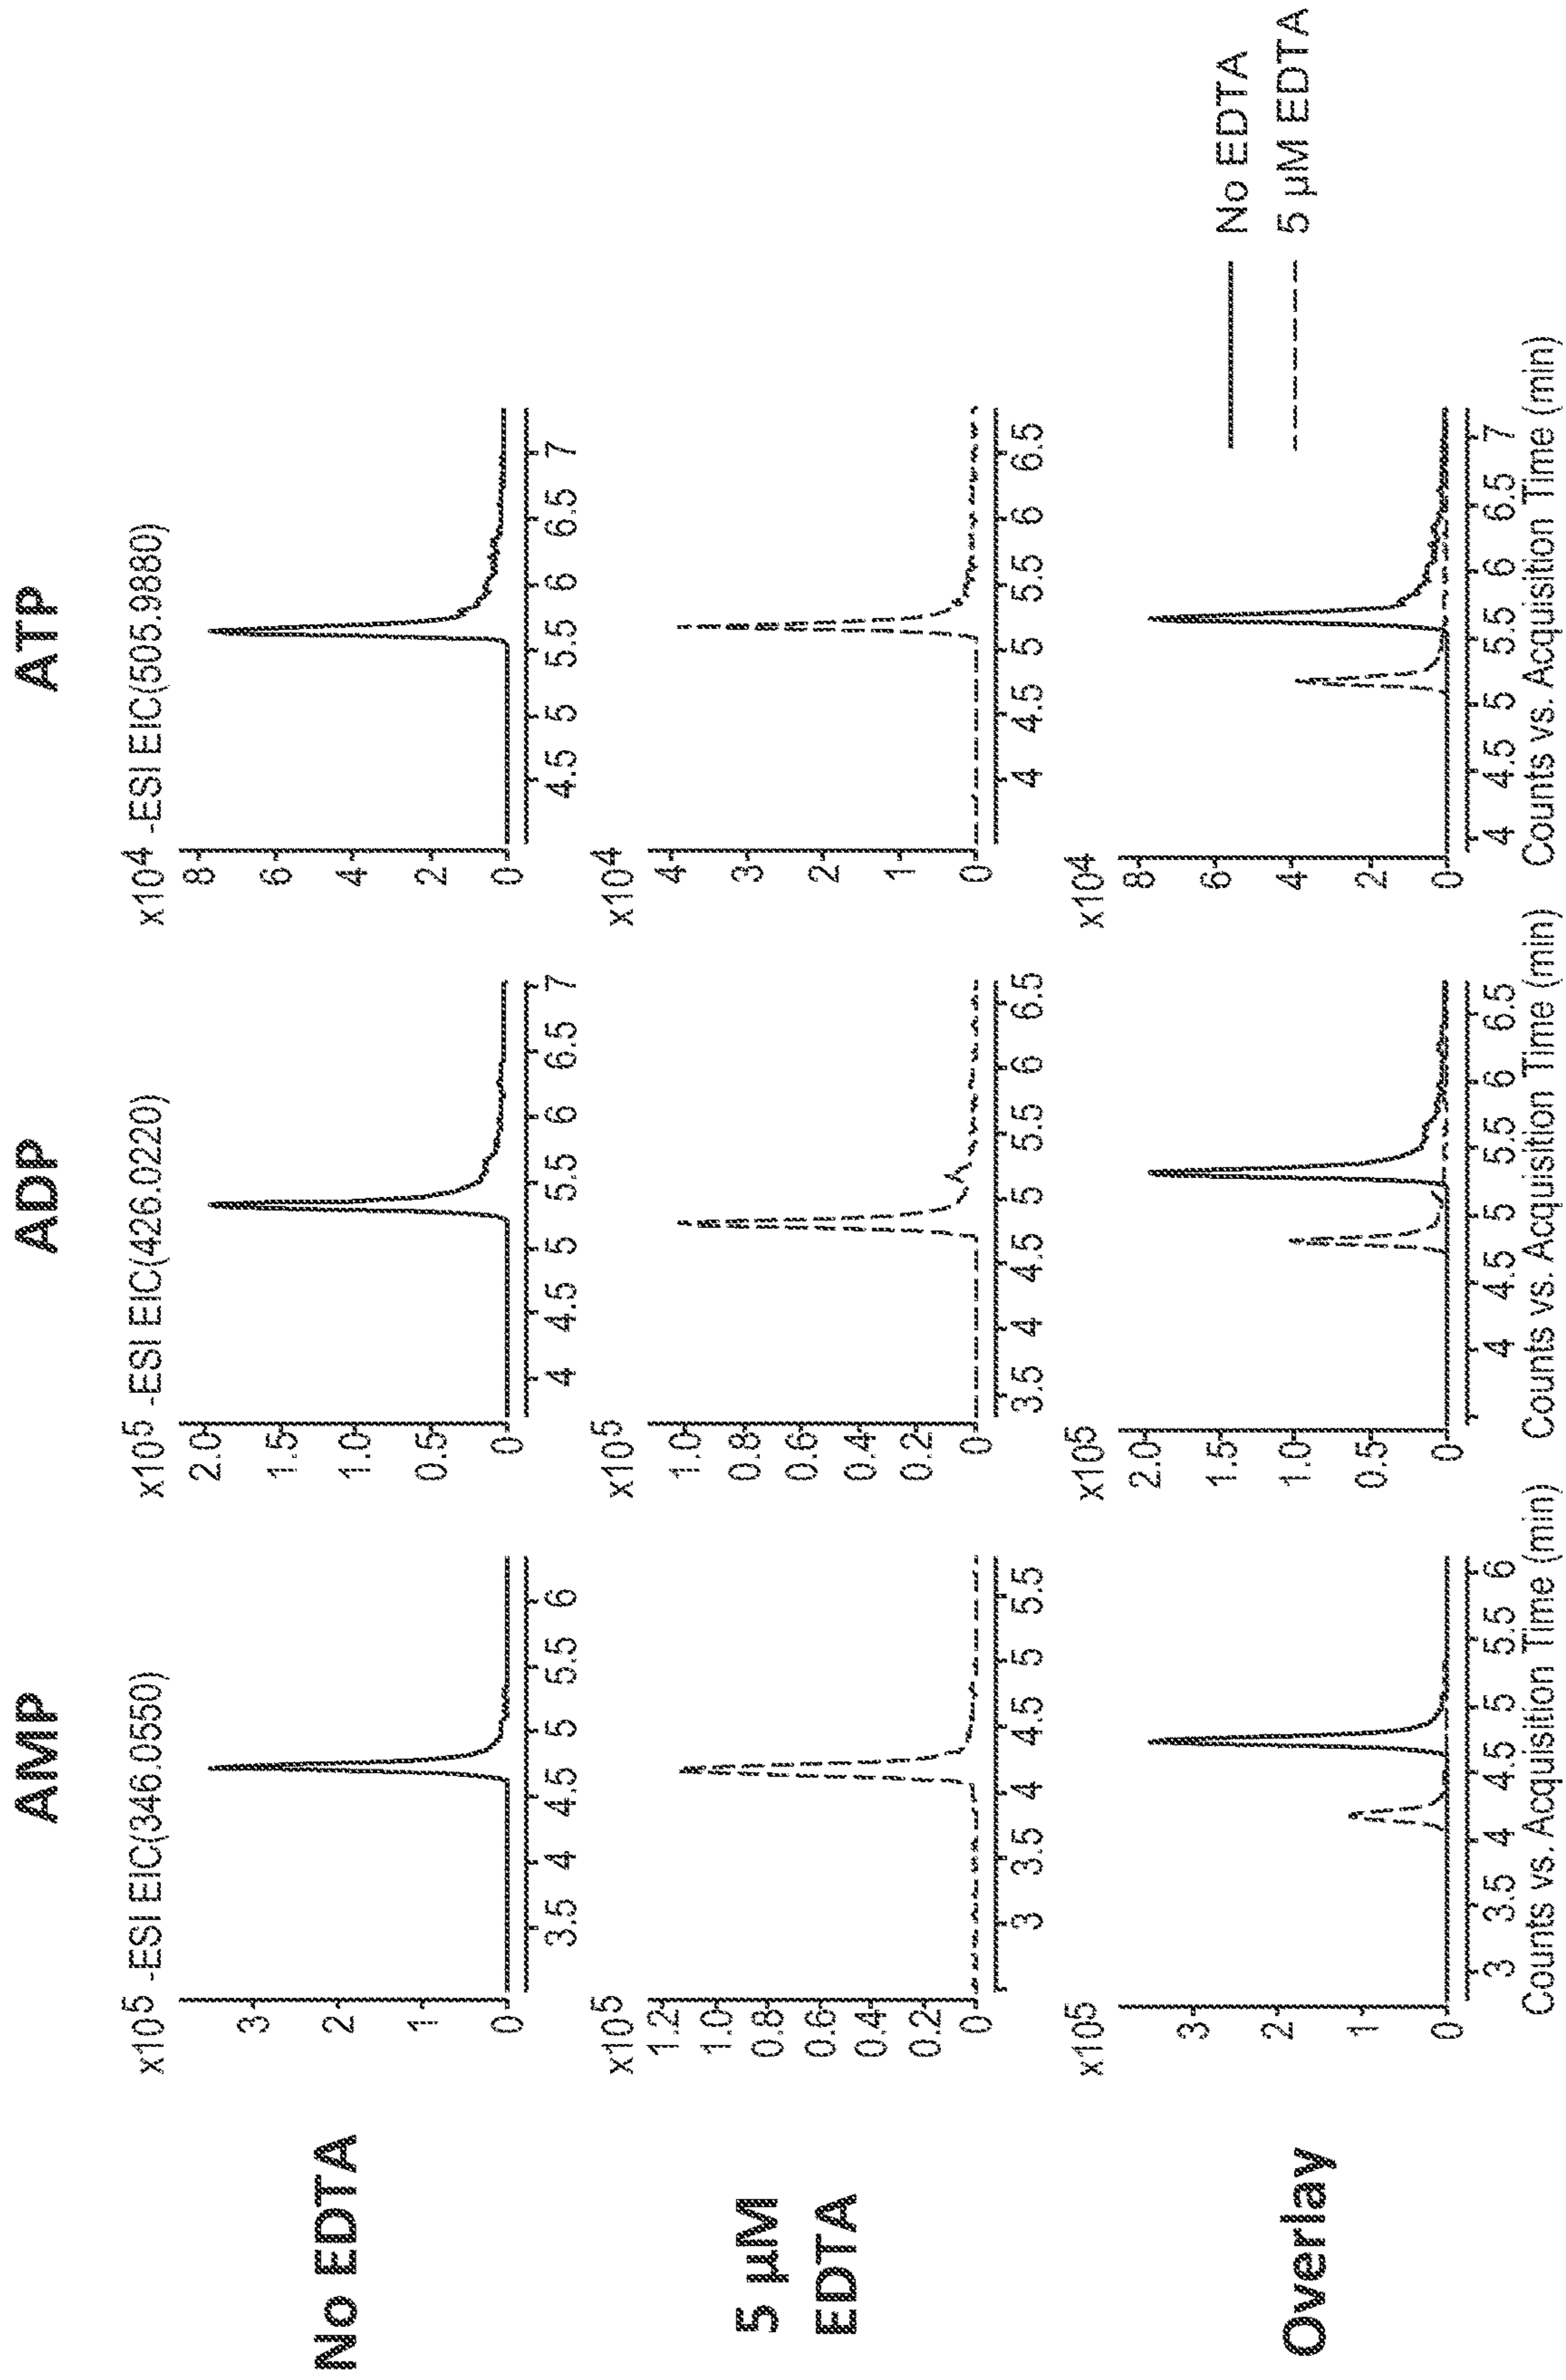 AMP
ADP
ATP
No EDTA
x10⁵ -ESI EIC(346.0550)
3
2
1
0
3.5 4 4.5 5 5.5 6
x10⁵ -ESI EIC(426.0220)
2.0
1.5
1.0
0.5
0
4 4.5 5 5.5 6 6.5 7
x10⁴ -ESI EIC(505.9880)
8
6
4
2
0
4.5 5 5.5 6 6.5 7
5 µM
EDTA
x10⁵
1.2
1.0
0.8
0.6
0.4
0.2
0
3 3.5 4 4.5 5 5.5
x10⁵
1.0
0.8
0.6
0.4
0.2
0
3.5 4 4.5 5 5.5 6 6.5
x10⁴
4
3
2
1
0
4 4.5 5 5.5 6 6.5
Overlay
x10⁵
3
2
1
0
3 3.5 4 4.5 5 5.5 6
Counts vs. Acquisition Time (min)
x10⁵
2.0
1.5
1.0
0.5
0
4 4.5 5 5.5 6 6.5
Counts vs. Acquisition Time (min)
x10⁴
8
6
4
2
0
4 4.5 5 5.5 6 6.5 7
Counts vs. Acquisition Time (min)
No EDTA
5 µM EDTA